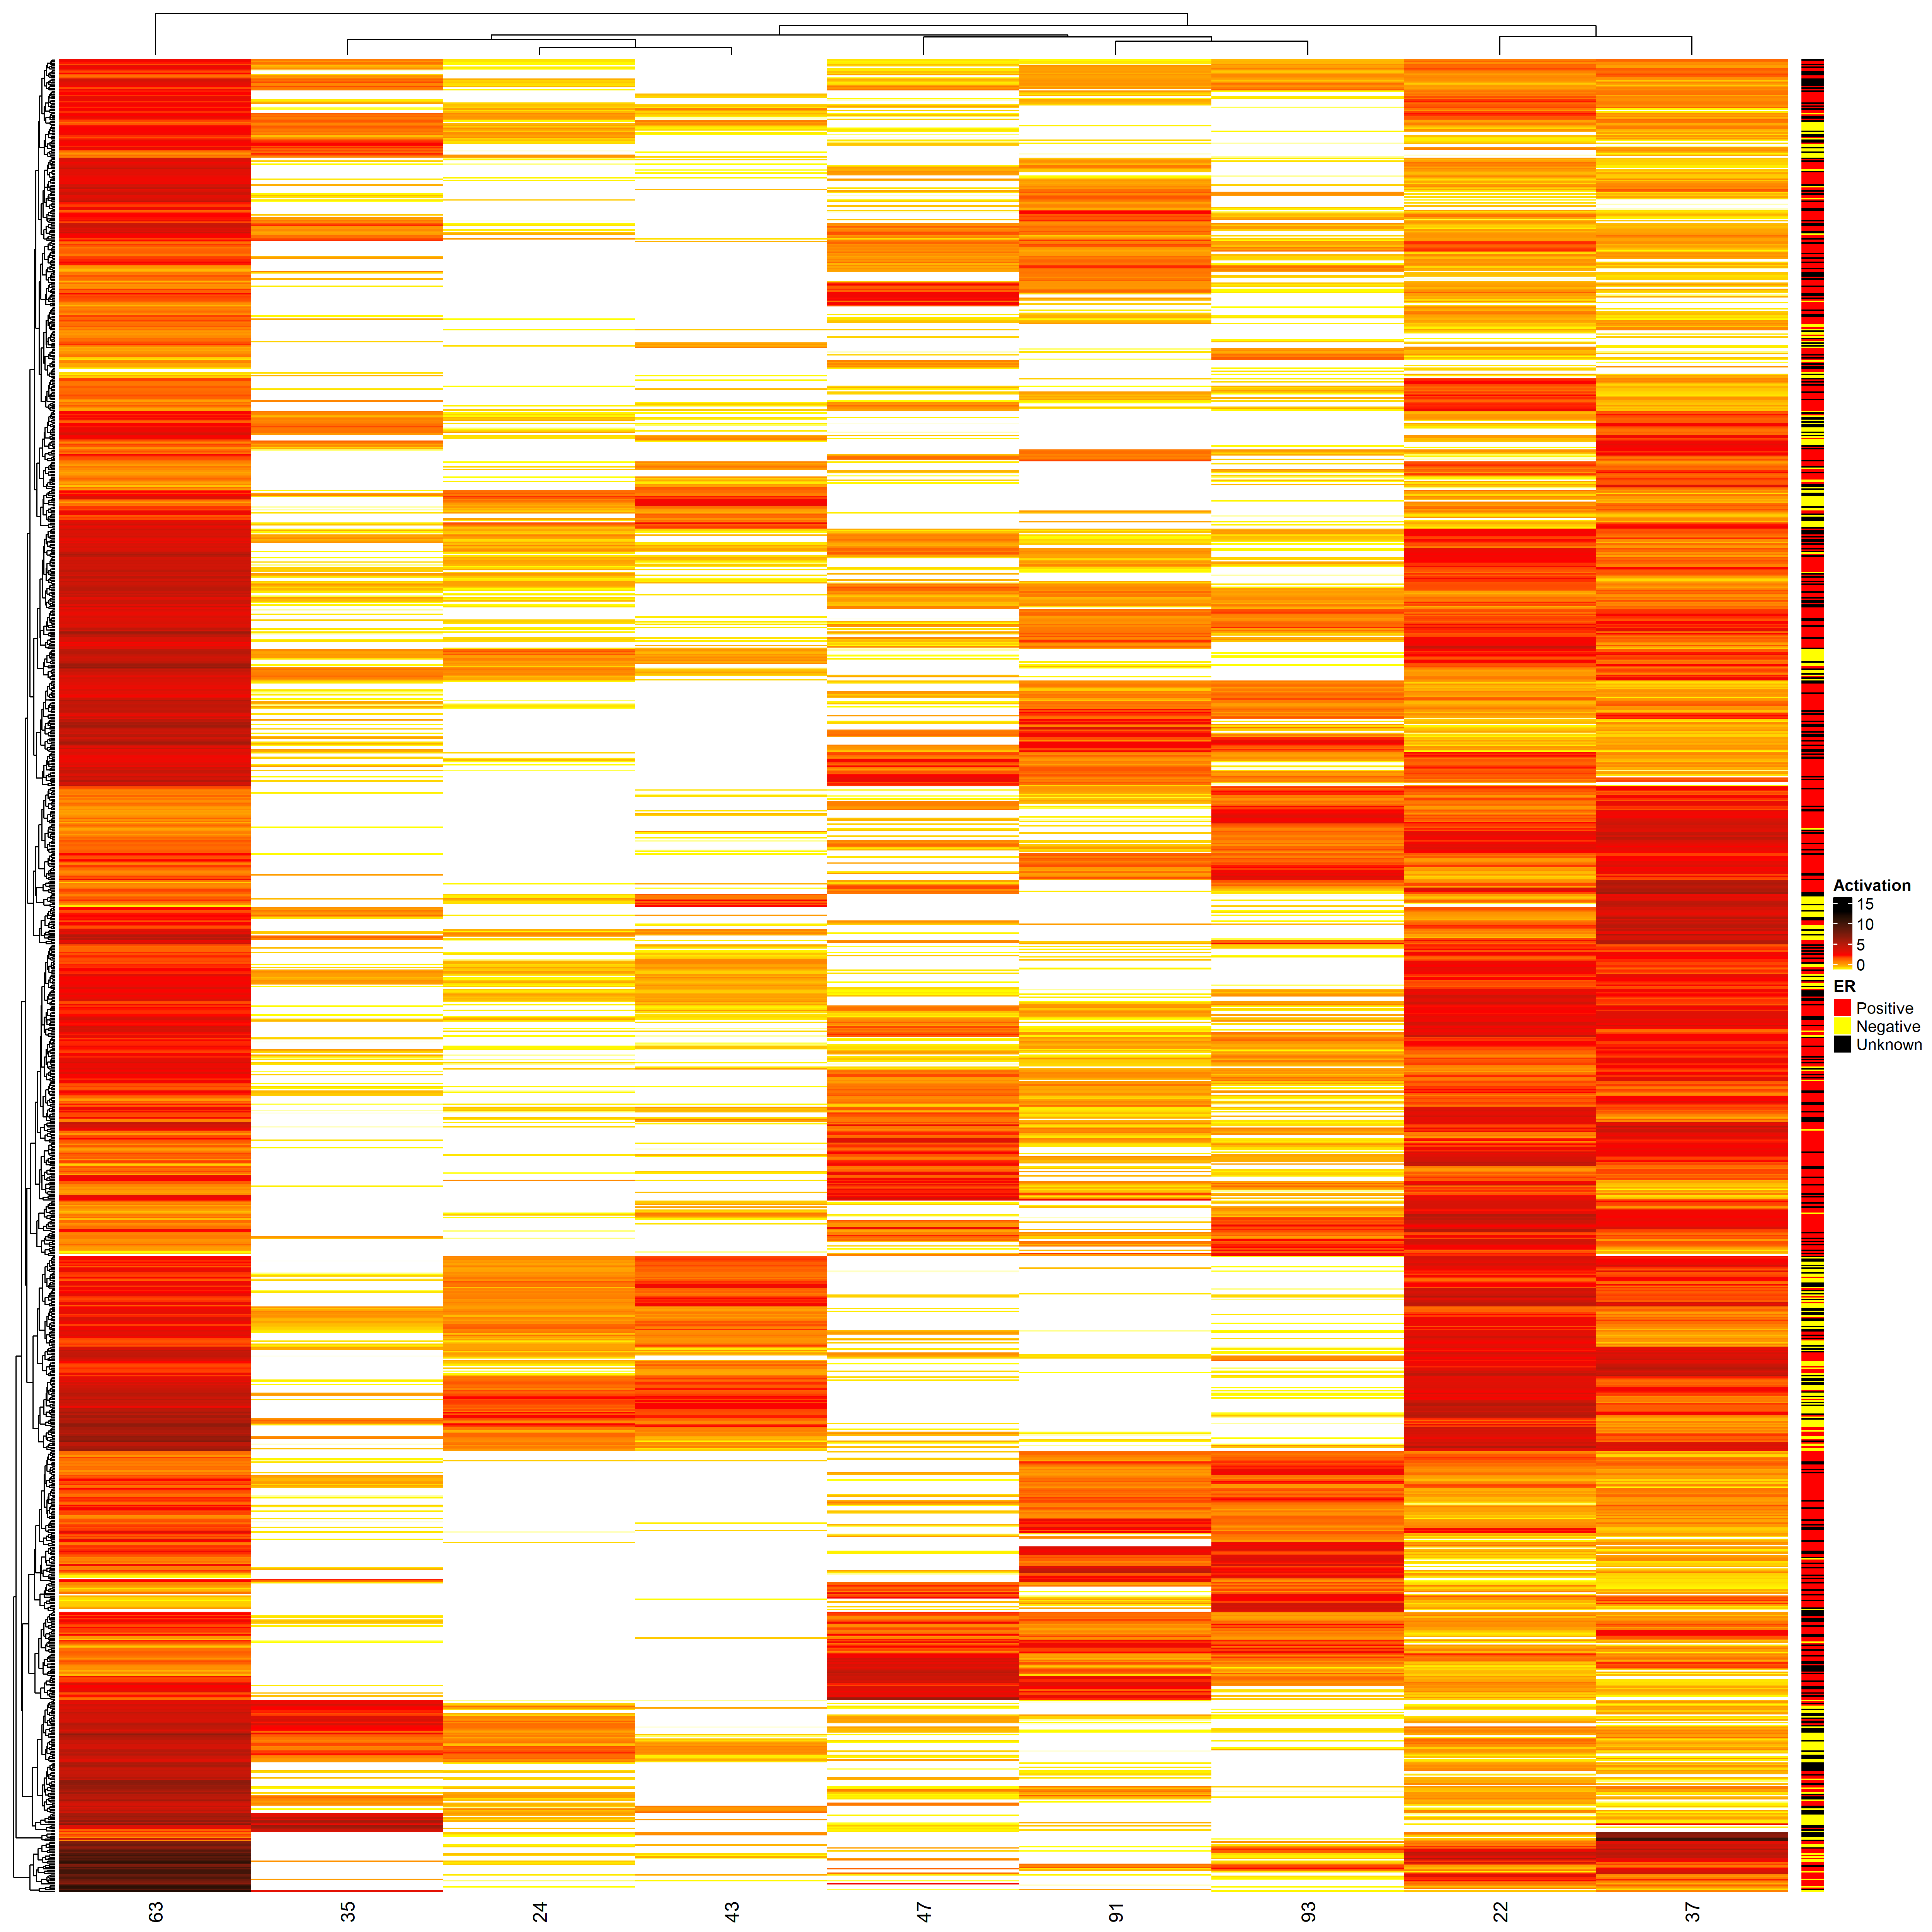 Activation
15
10
5
0
ER
Positive
Negative
Unknown
63 35 24 43 47 91 93 22 37